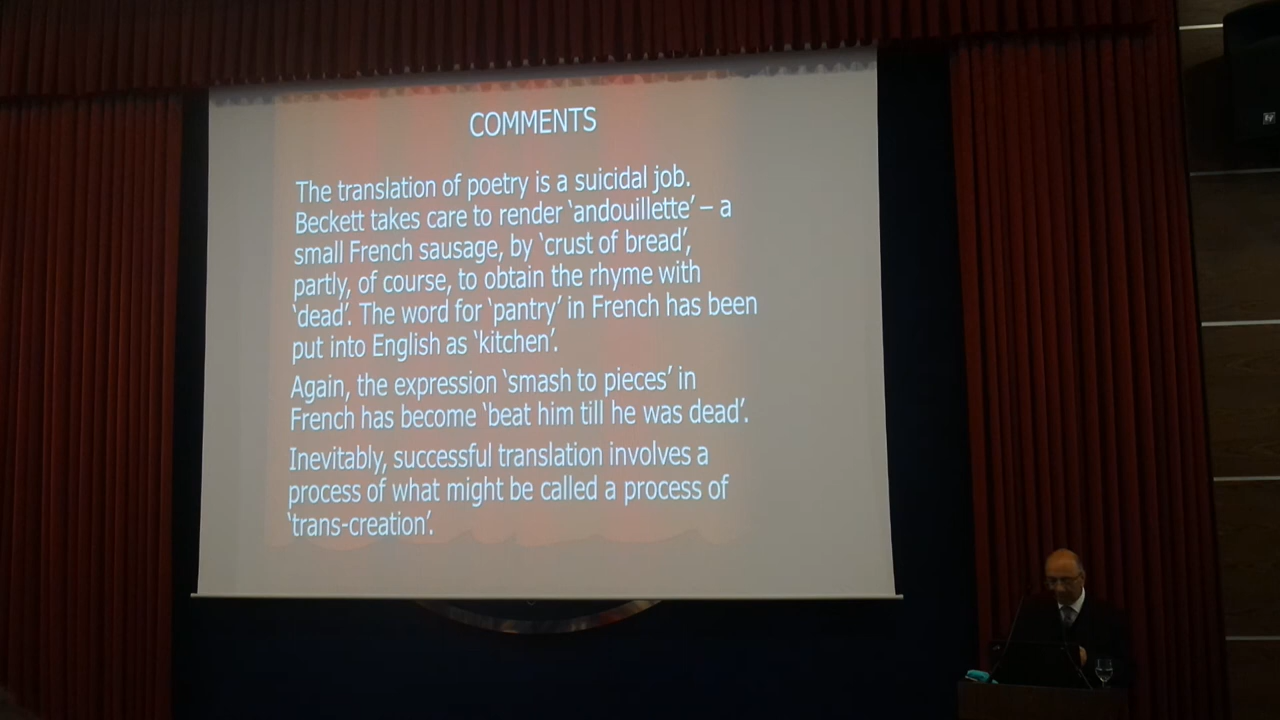 COMMENTS
The translation of poetry is a suicidal job.
Beckett takes care to render ‘andouillette’ – a
small French sausage, by ‘crust of bread’,
partly, of course, to obtain the rhyme with
‘dead’. The word for ‘pantry’ in French has been
put into English as ‘kitchen’.
Again, the expression ‘smash to pieces’ in
French has become ‘beat him till he was dead’.
Inevitably, successful translation involves a
process of what might be called a process of
‘trans-creation’.